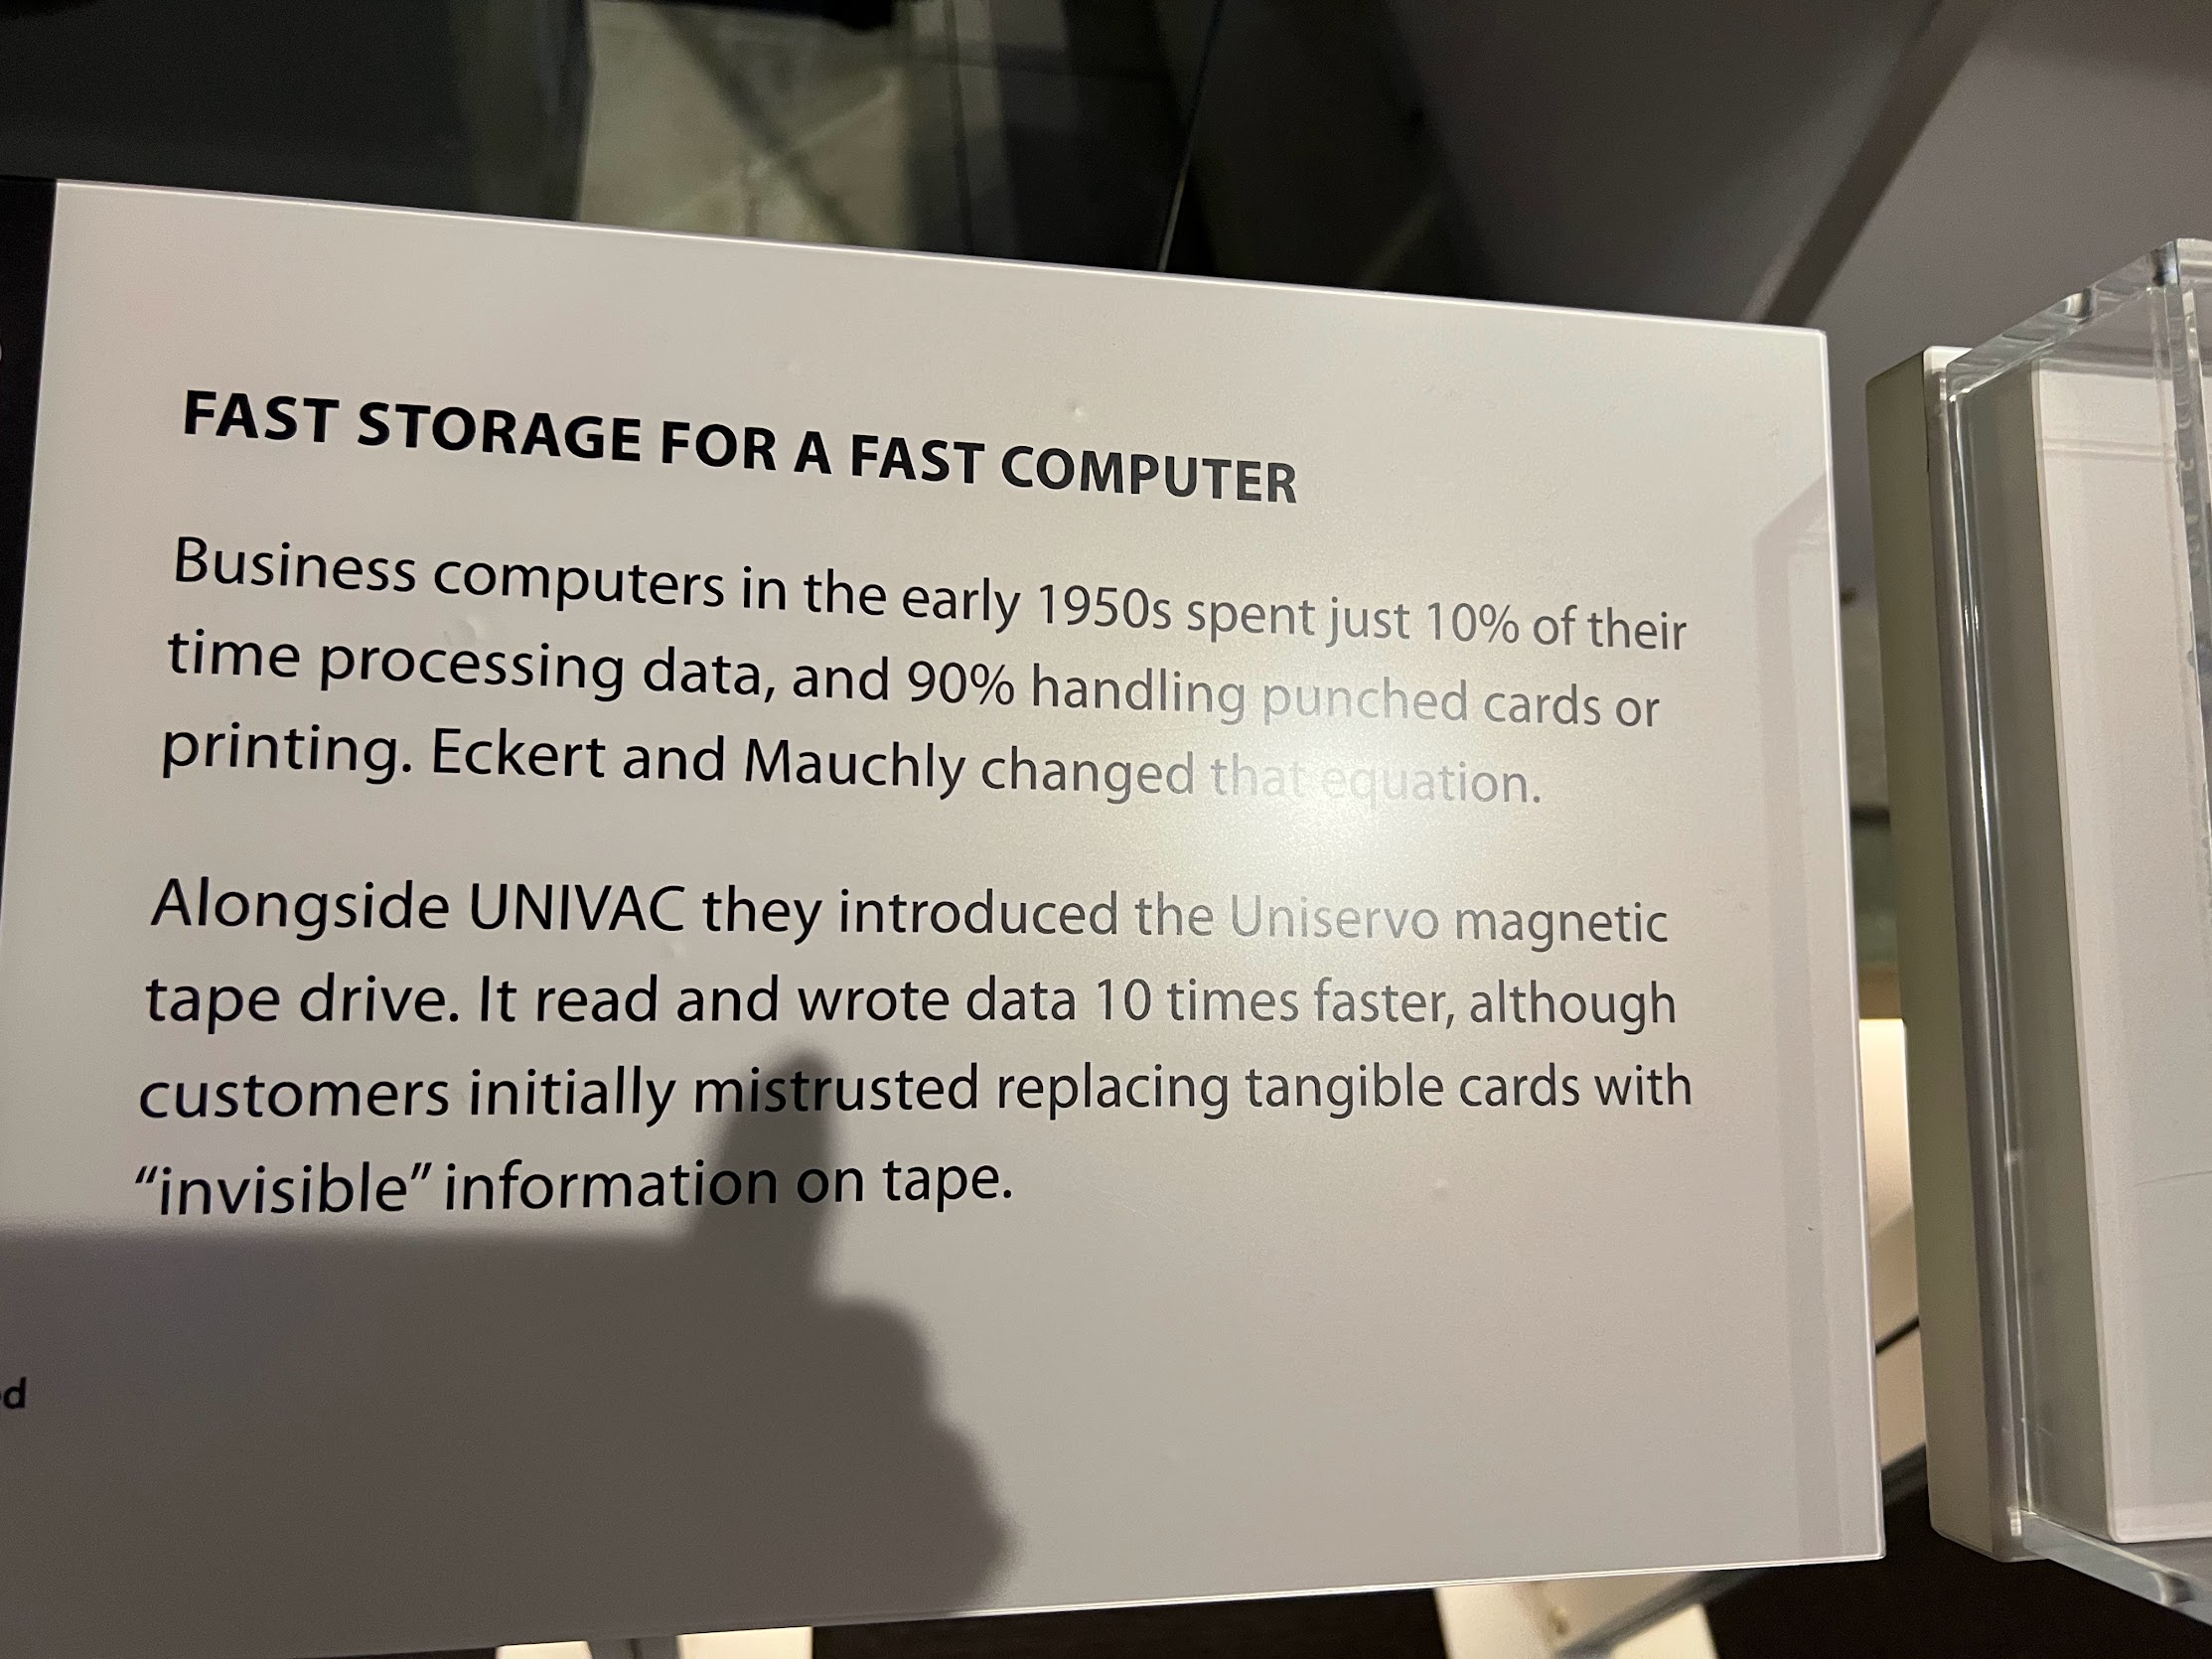 FAST STORAGE FOR A FAST COMPUTER
Business computers in the early 1950s spent just 10% of their
time processing data, and 90% handling punched cards or
printing. Eckert and Mauchly changed that equation.
Alongside UNIVAC they introduced the Uniservo magnetic
tape drive. It read and wrote data 10 times faster, although
customers initially mistrusted replacing tangible cards with
“invisible” information on tape.